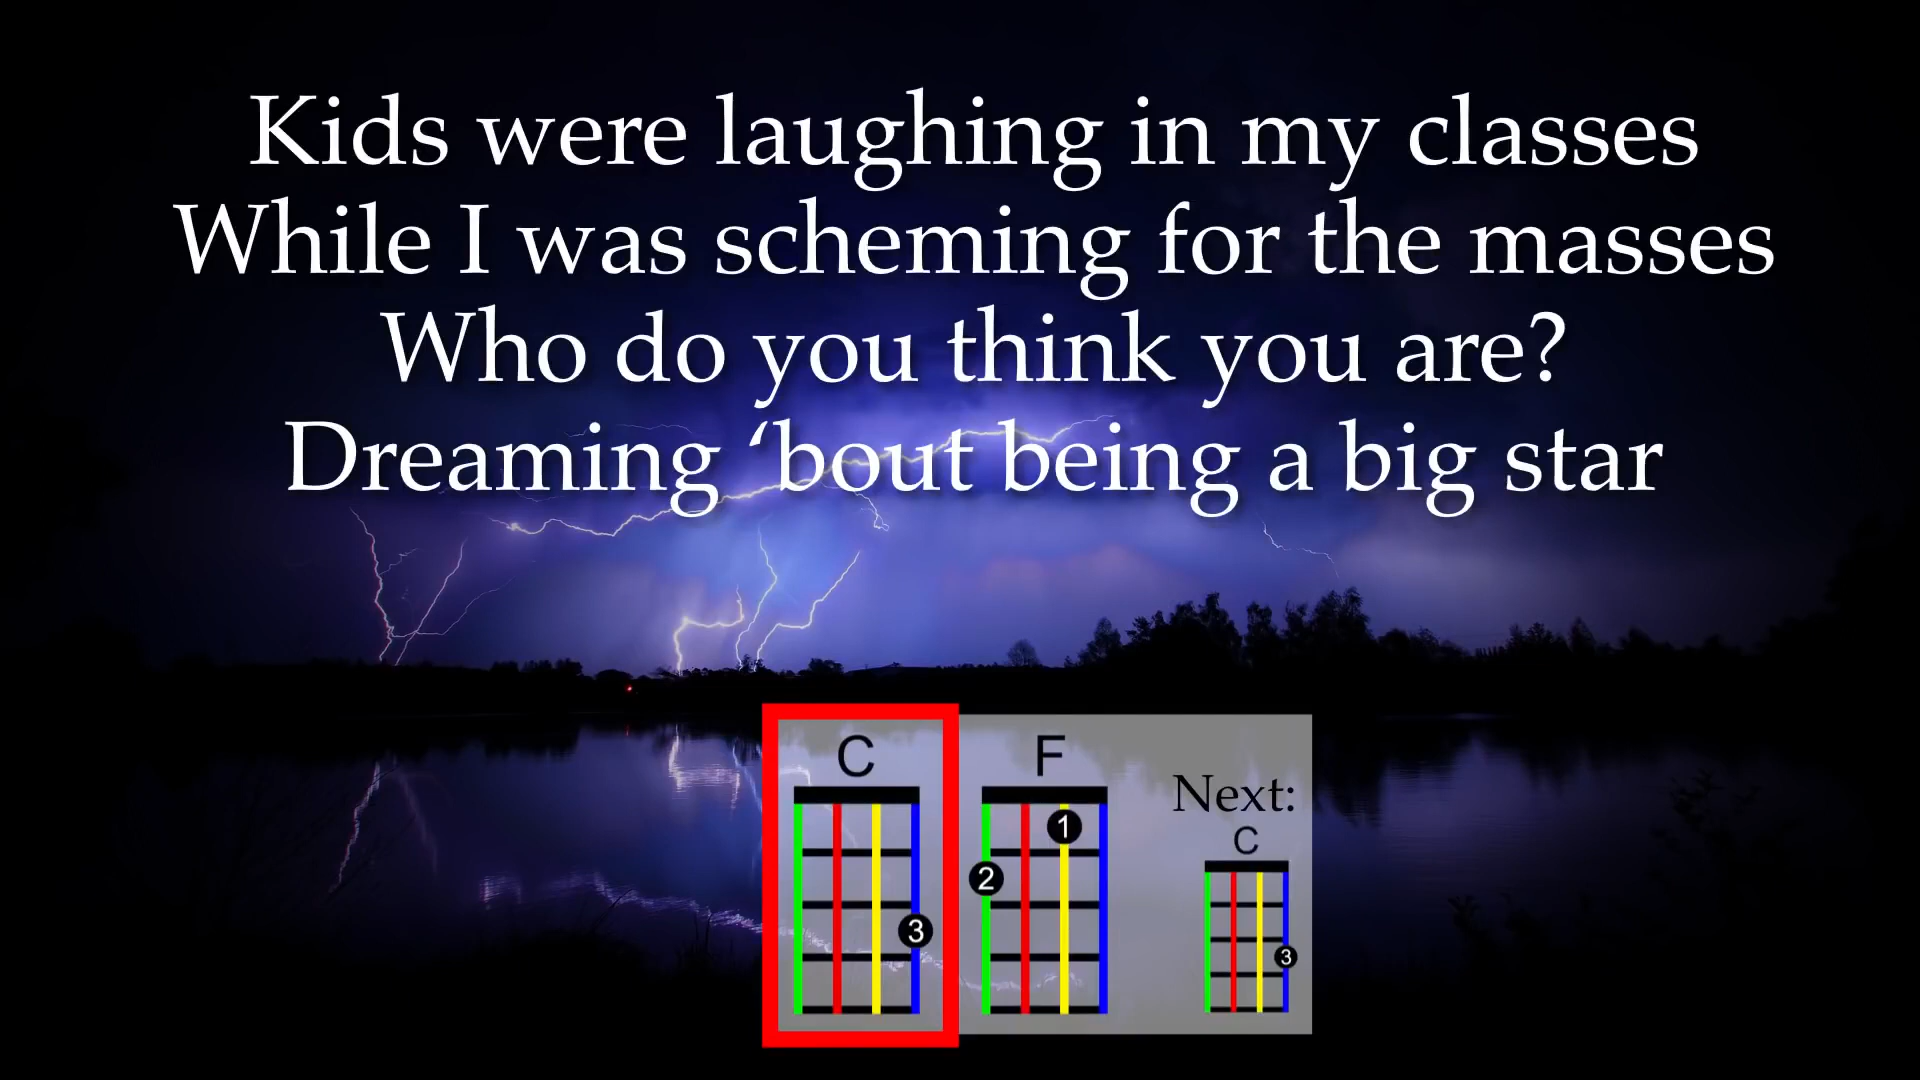 Kids were laughing in my classes
While I was scheming for the masses
Who do you think you are?
Dreaming ‘bout being a big star
C F
Next:
C
1
2
3
3